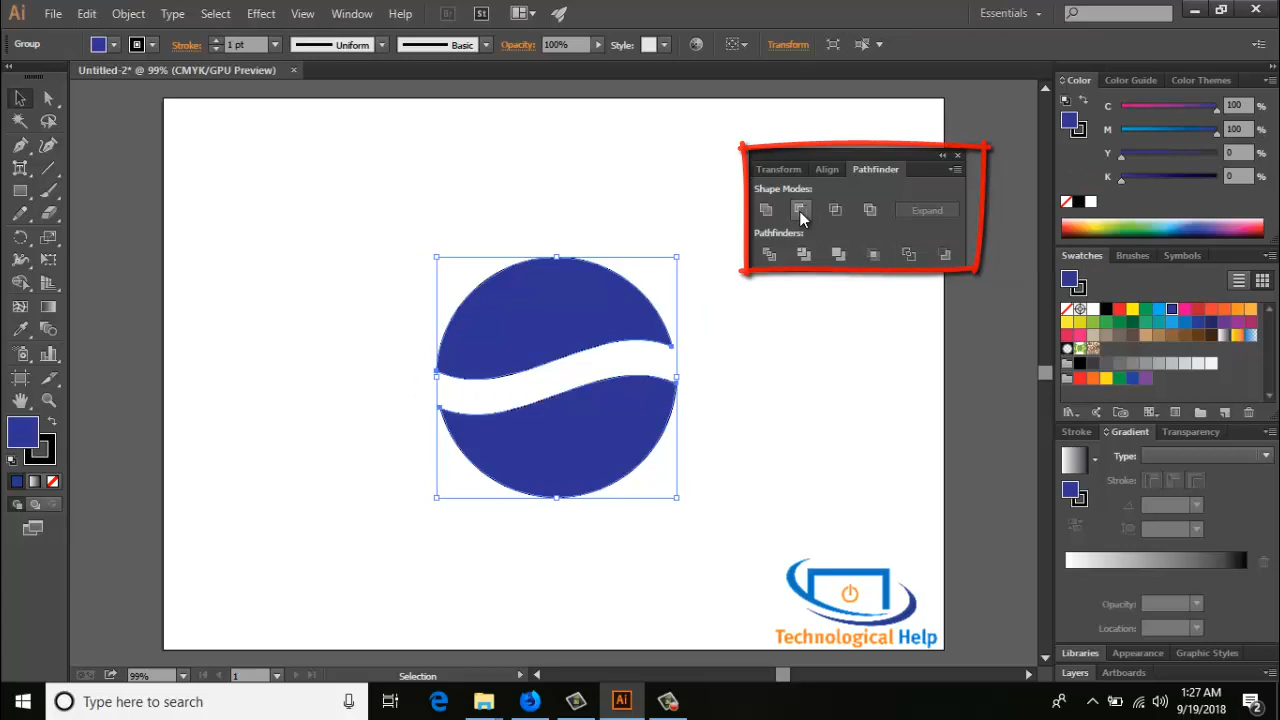 Ai File Edit Object Type Select Effect View Window Help Br St Essentials
Group Stroke: 1 pt Uniform Basic Opacity: 100% Style: Transform
Untitled-2* @ 99% (CMYK/GPU Preview) ×
Color Color Guide Color Themes
C 100 %
M 100 %
Y 0 %
K 0 %
Transform Align Pathfinder
Shape Modes:
Expand
Pathfinders:
Swatches Brushes Symbols
Stroke Gradient Transparency
Type:
Stroke:
Opacity:
Location:
Technological Help
Libraries Appearance Graphic Styles
Layers Artboards
99% 1 Selection
Type here to search
Ai
1:27 AM
9/19/2018
2